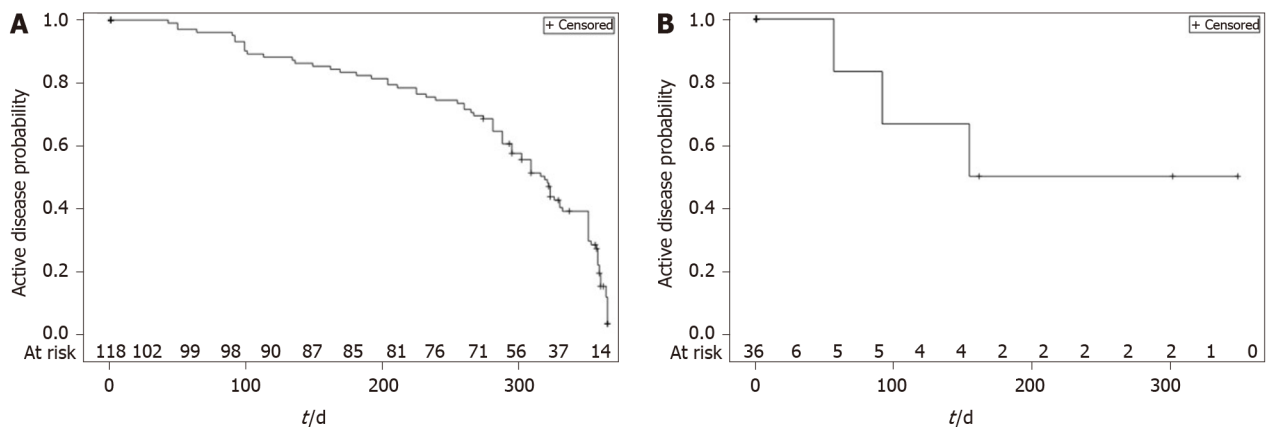 A
+ Censored
Active disease probability
1.0
0.8
0.6
0.4
0.2
0.0
At risk 118 102 99 98 90 87 85 81 76 71 56 37 14
0 100 200 300
t/d
B
+ Censored
Active disease probability
1.0
0.8
0.6
0.4
0.2
0.0
At risk 36 6 5 5 4 4 2 2 2 2 2 1 0
0 100 200 300
t/d